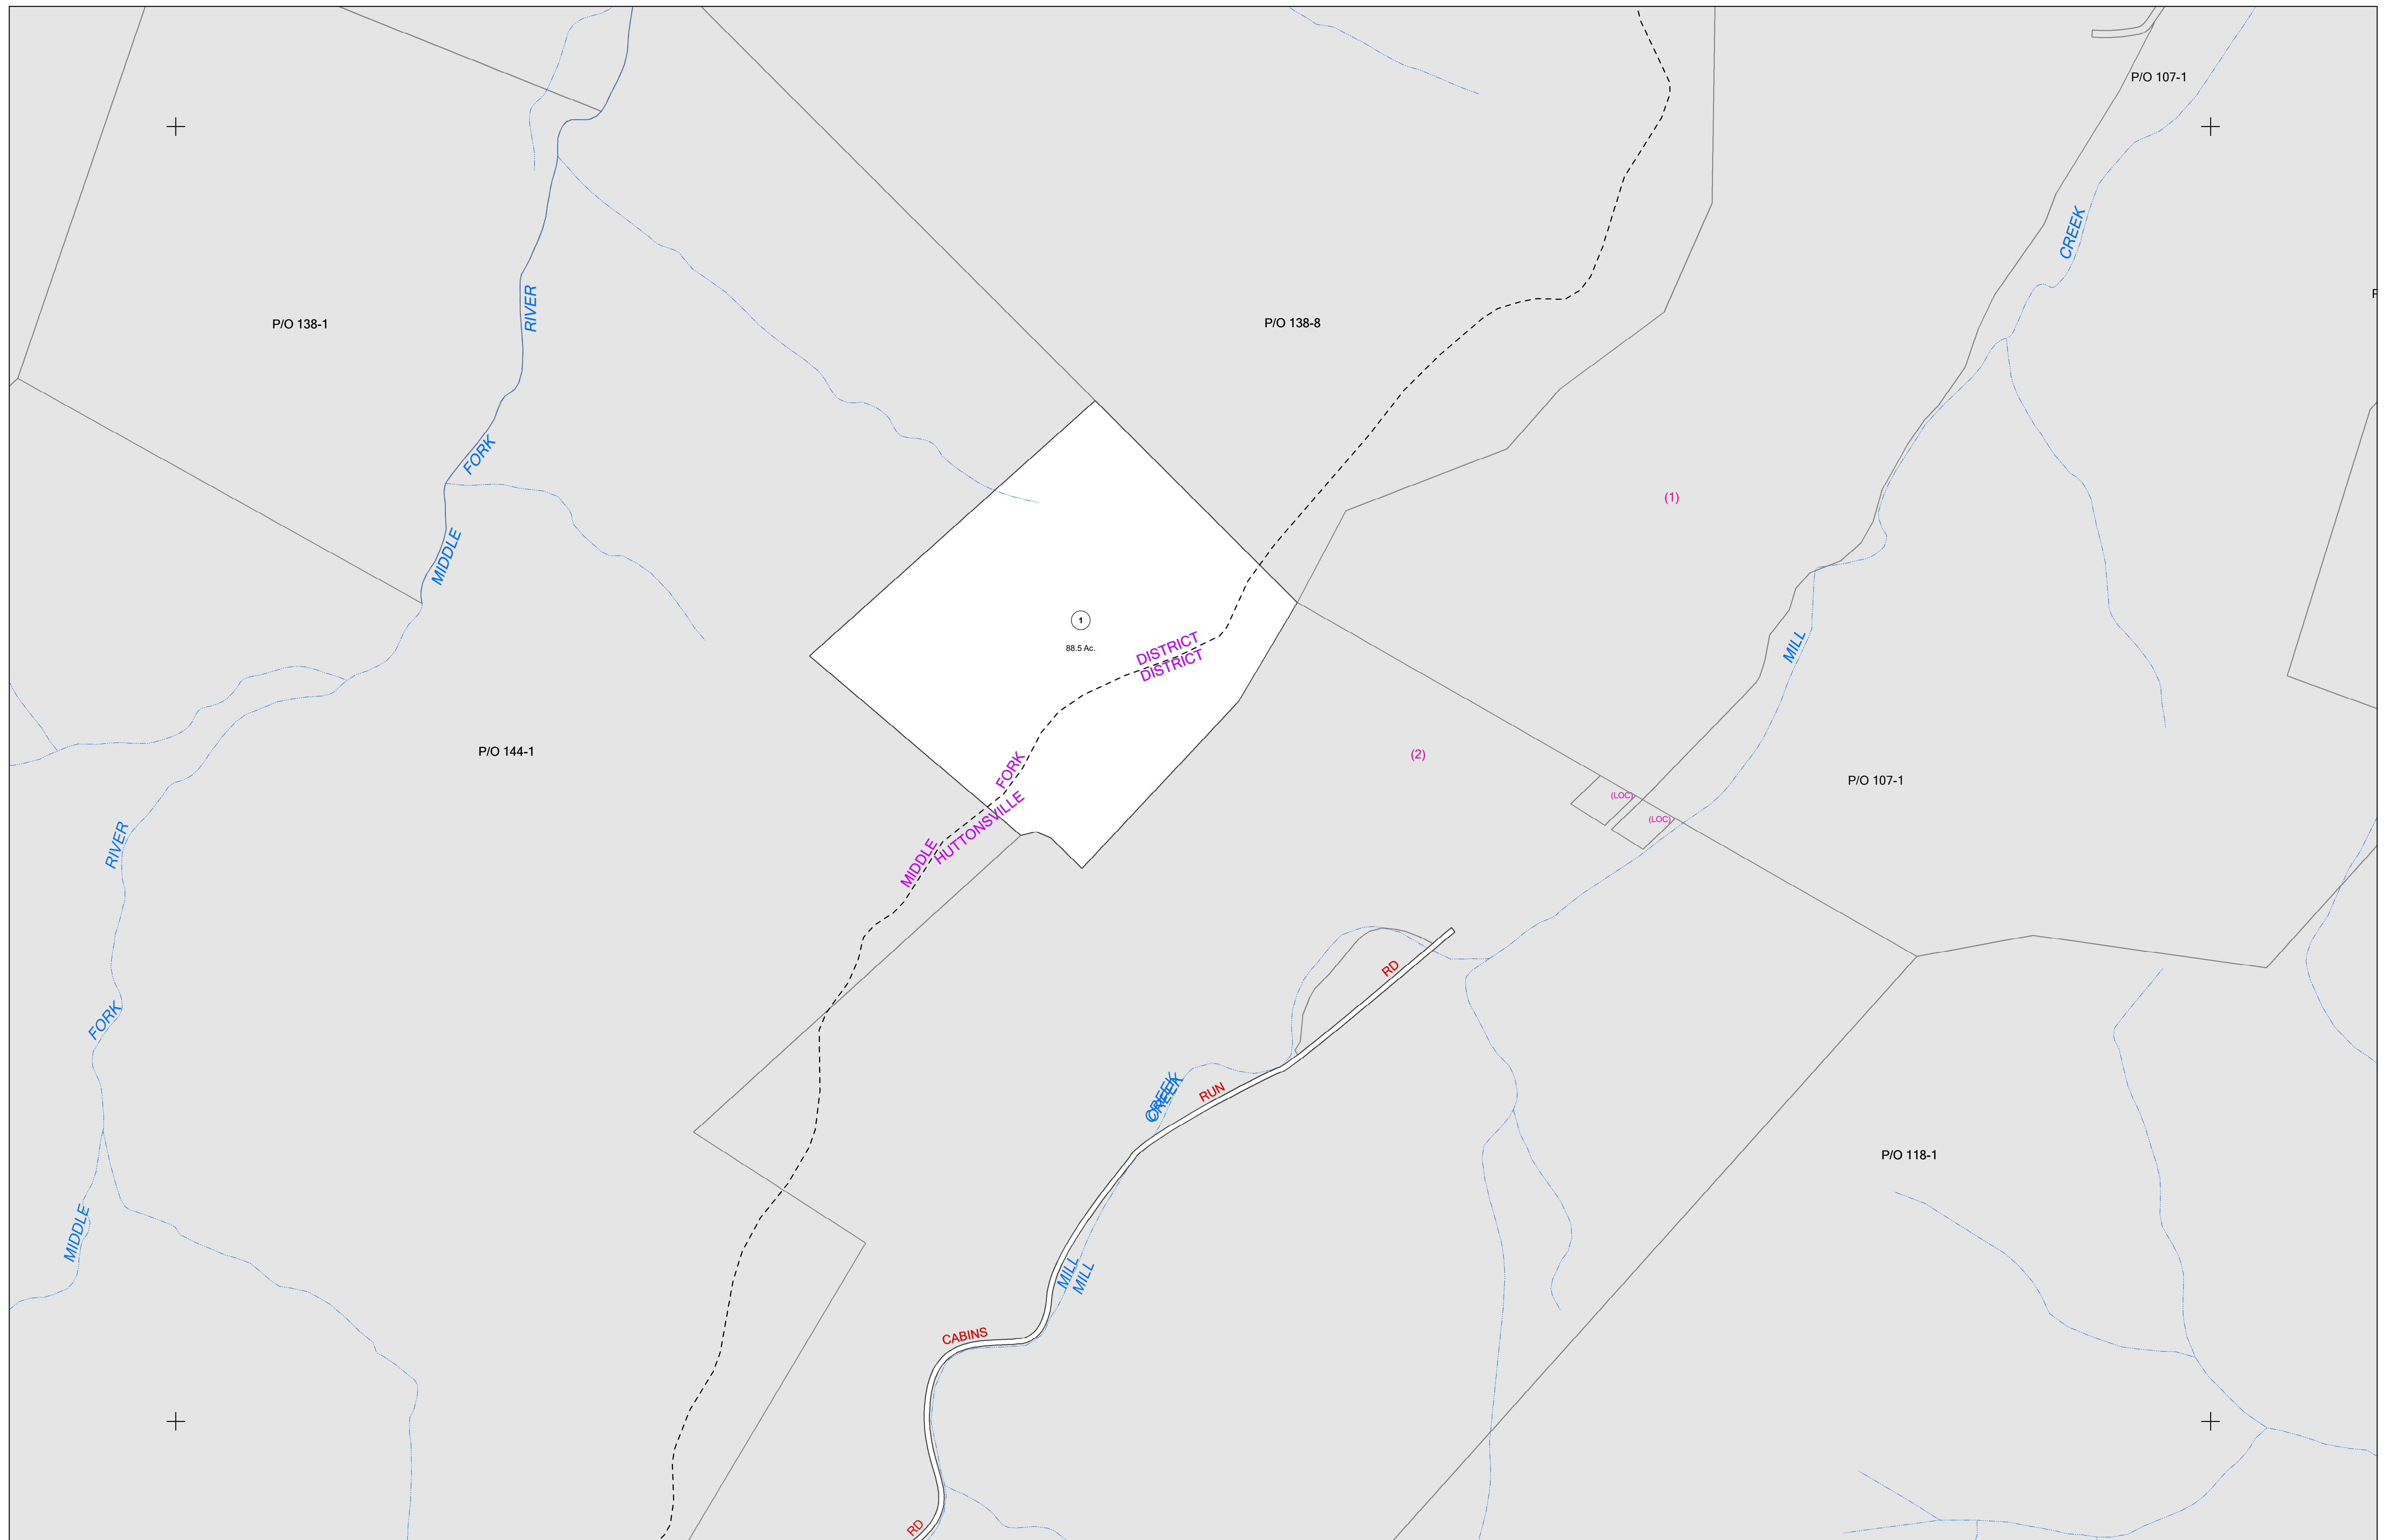 P/O 107-1
CREEK
P
RIVER
P/O 138-1
P/O 138-8
FORK
(1)
MIDDLE
1
88.5 Ac.
DISTRICT
DISTRICT
MILL
P/O 144-1
(2)
FORK
P/O 107-1
(LOC)
(LOC)
HUTTONSVILLE
MIDDLE
RIVER
RD
FORK
CREEK
CREEK
RUN
P/O 118-1
MIDDLE
MILL
MILL
CABINS
RD